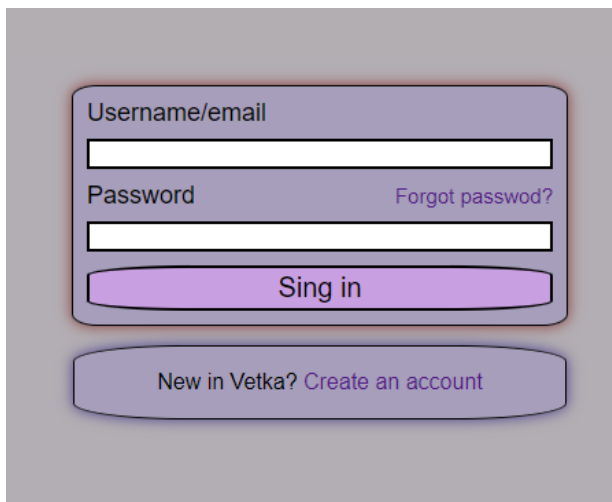 Username/email
Password Forgot passwod?
Sing in
New in Vetka? Create an account